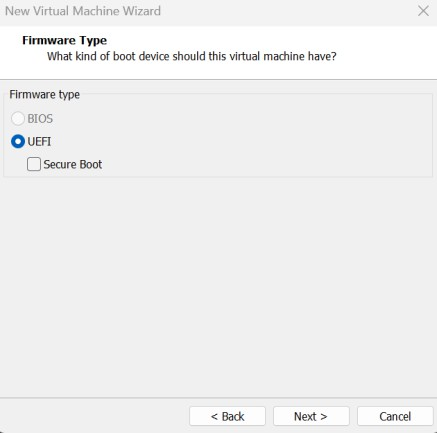 New Virtual Machine Wizard
Firmware Type
What kind of boot device should this virtual machine have?
Firmware type
BIOS
UEFI
Secure Boot
< Back Next > Cancel